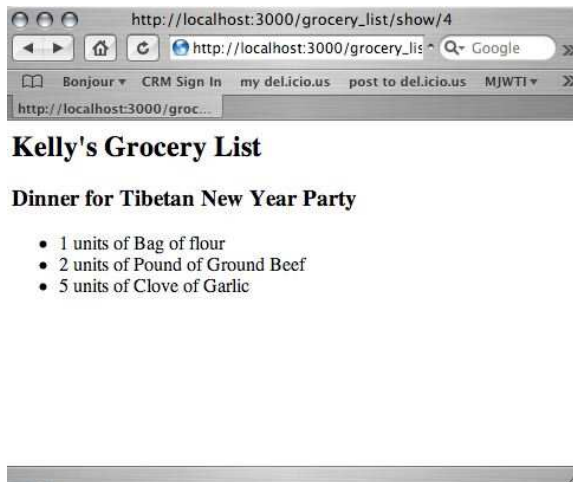 http://localhost:3000/grocery_list/show/4
http://localhost:3000/grocery_lis Google
Bonjour CRM Sign In my del.icio.us post to del.icio.us MJWTI
http://localhost:3000/groc...
Kelly's Grocery List
Dinner for Tibetan New Year Party
• 1 units of Bag of flour
• 2 units of Pound of Ground Beef
• 5 units of Clove of Garlic